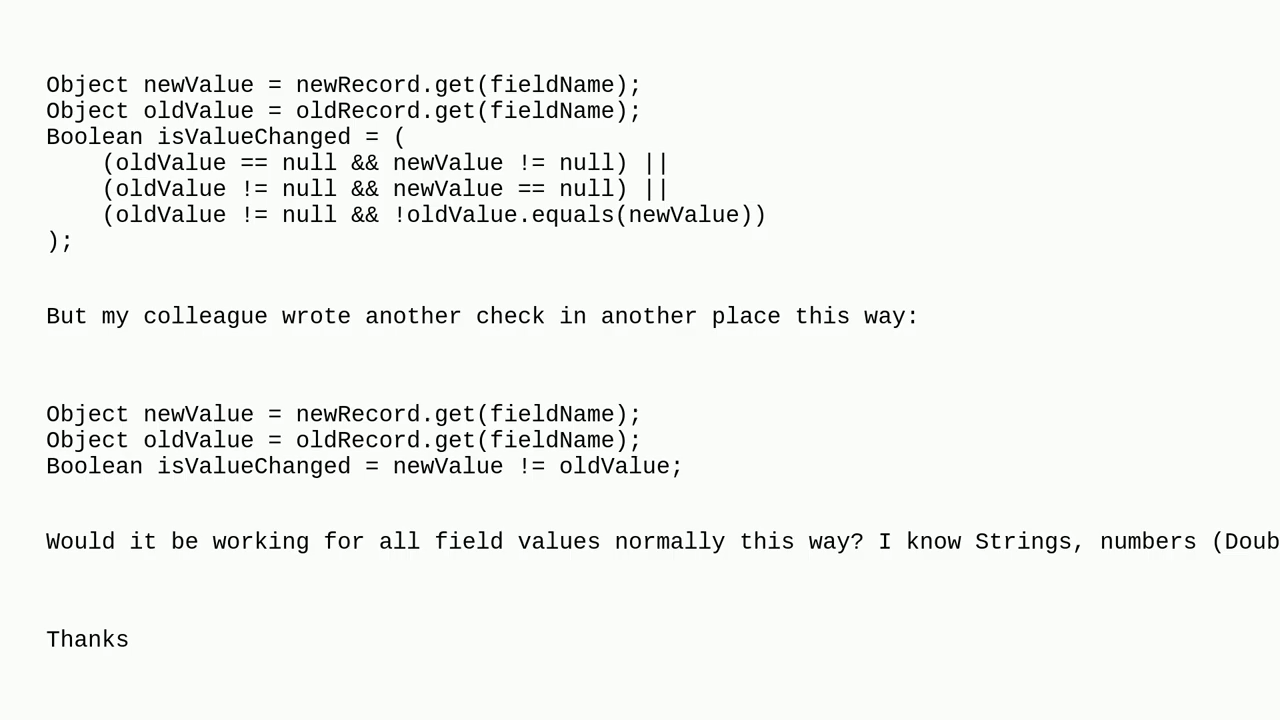 Object newValue = newRecord.get(fieldName);
Object oldValue = oldRecord.get(fieldName);
Boolean isValueChanged = (
    (oldValue == null && newValue != null) ||
    (oldValue != null && newValue == null) ||
    (oldValue != null && !oldValue.equals(newValue))
);
But my colleague wrote another check in another place this way:
Object newValue = newRecord.get(fieldName);
Object oldValue = oldRecord.get(fieldName);
Boolean isValueChanged = newValue != oldValue;
Would it be working for all field values normally this way? I know Strings, numbers (Doub
Thanks